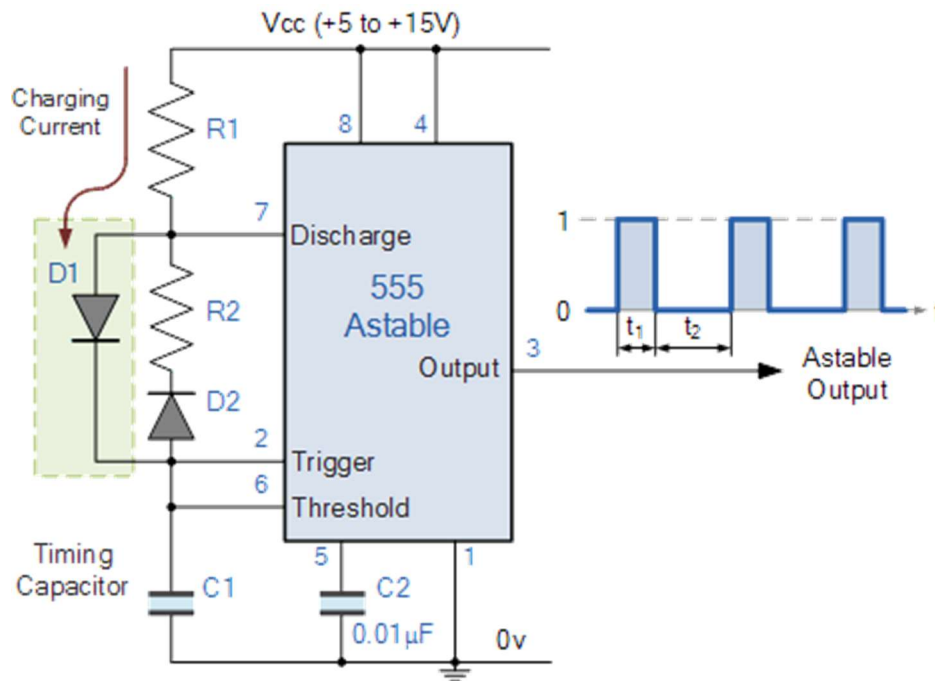 Vcc (+5 to +15V)
Charging
Current
R1
8
4
7
Discharge
D1
R2
555
Astable
1
0
t₁
t₂
3
Output
Astable
Output
D2
2
Trigger
6
Threshold
Timing
Capacitor
C1
5
C2
0.01µF
1
0v